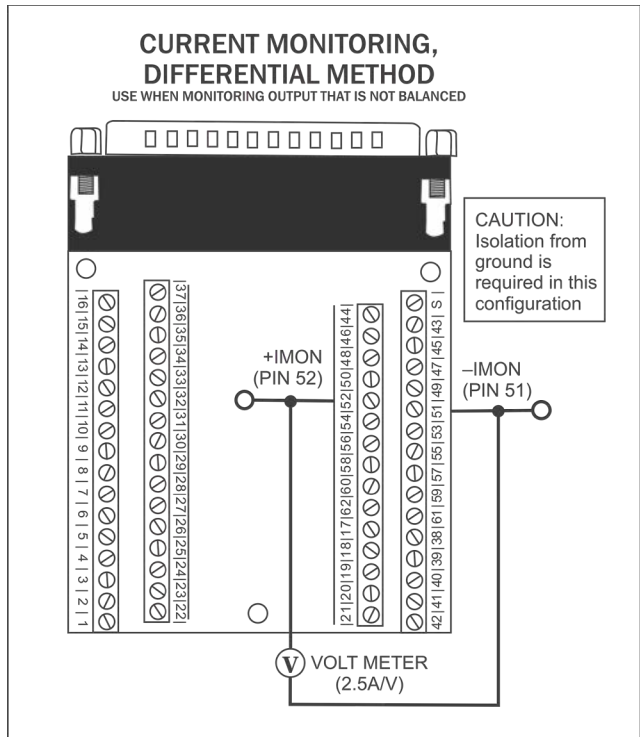 CURRENT MONITORING,
DIFFERENTIAL METHOD
USE WHEN MONITORING OUTPUT THAT IS NOT BALANCED
CAUTION:
Isolation from
ground is
required in this
configuration
|16|15|14|13|12|11|10| 9 | 8 | 7 | 6 | 5 | 4 | 3 | 2 | 1
|37|36|35|34|33|32|31|30|29|28|27|26|25|24|23|22
+IMON
(PIN 52)
|21|20|19|18|17|62|60|58|56|54|52|50|48|46|44|
–IMON
(PIN 51)
42|41|40|39|38|61|59|57|55|53|51|49|47|45|43| S |
V
VOLT METER
(2.5A/V)